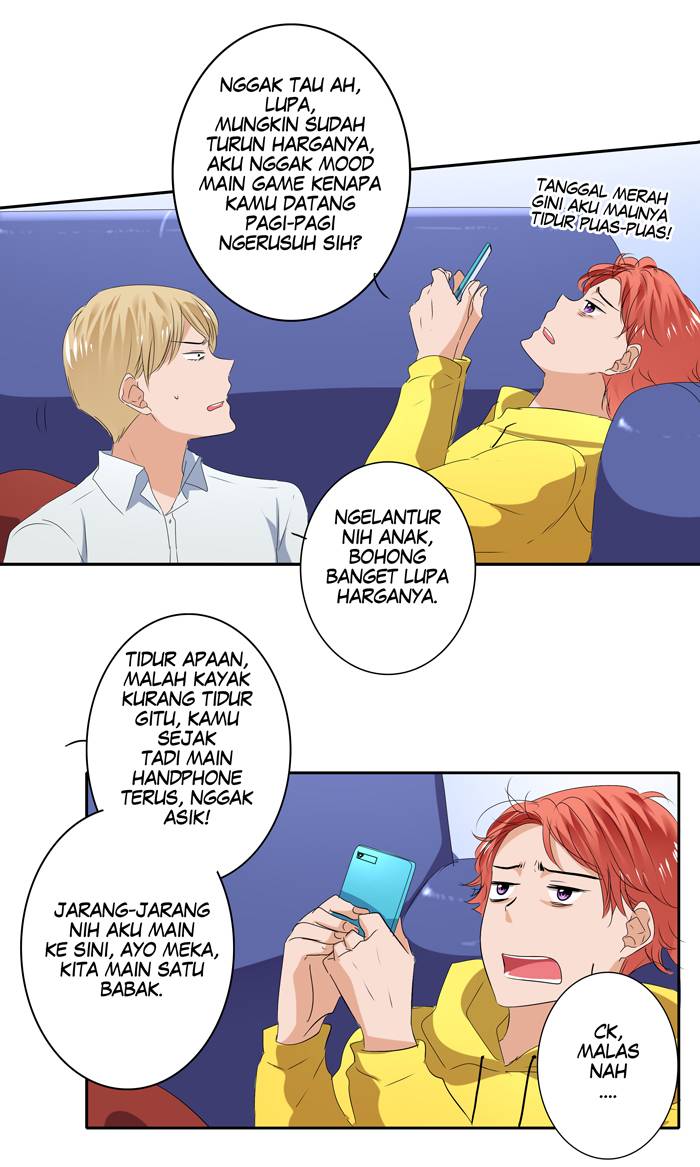 NGGAK TAU AH,
LUPA,
MUNGKIN SUDAH
TURUN HARGANYA,
AKU NGGAK MOOD
MAIN GAME KENAPA
KAMU DATANG
PAGI-PAGI
NGERUSUH SIH?
TANGGAL MERAH
GINI AKU MAUNYA
TIDUR PUAS-PUAS!
NGELANTUR
NIH ANAK,
BOHONG
BANGET LUPA
HARGANYA.
TIDUR APAAN,
MALAH KAYAK
KURANG TIDUR
GITU, KAMU
SEJAK
TADI MAIN
HANDPHONE
TERUS, NGGAK
ASIK!
JARANG-JARANG
NIH AKU MAIN
KE SINI, AYO MEKA,
KITA MAIN SATU
BABAK.
CK,
MALAS
NAH
....